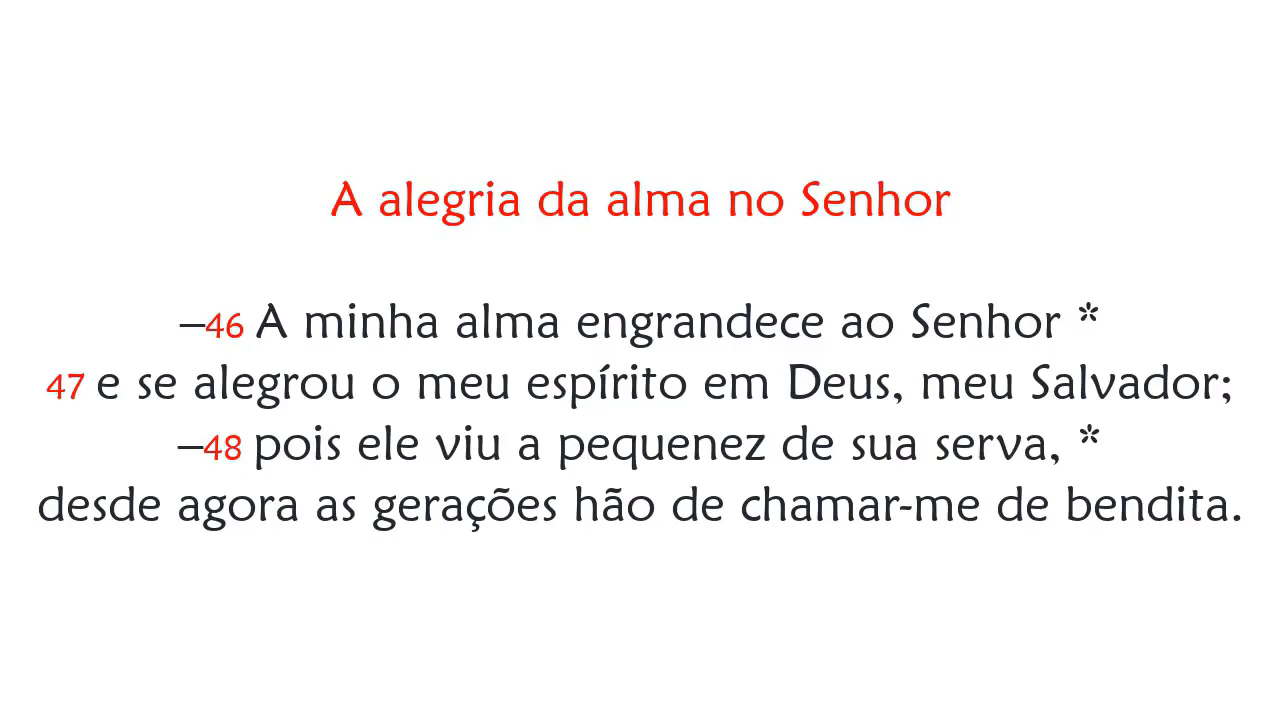 A alegria da alma no Senhor
–46 A minha alma engrandece ao Senhor *
47 e se alegrou o meu espírito em Deus, meu Salvador;
–48 pois ele viu a pequenez de sua serva, *
desde agora as gerações hão de chamar-me de bendita.